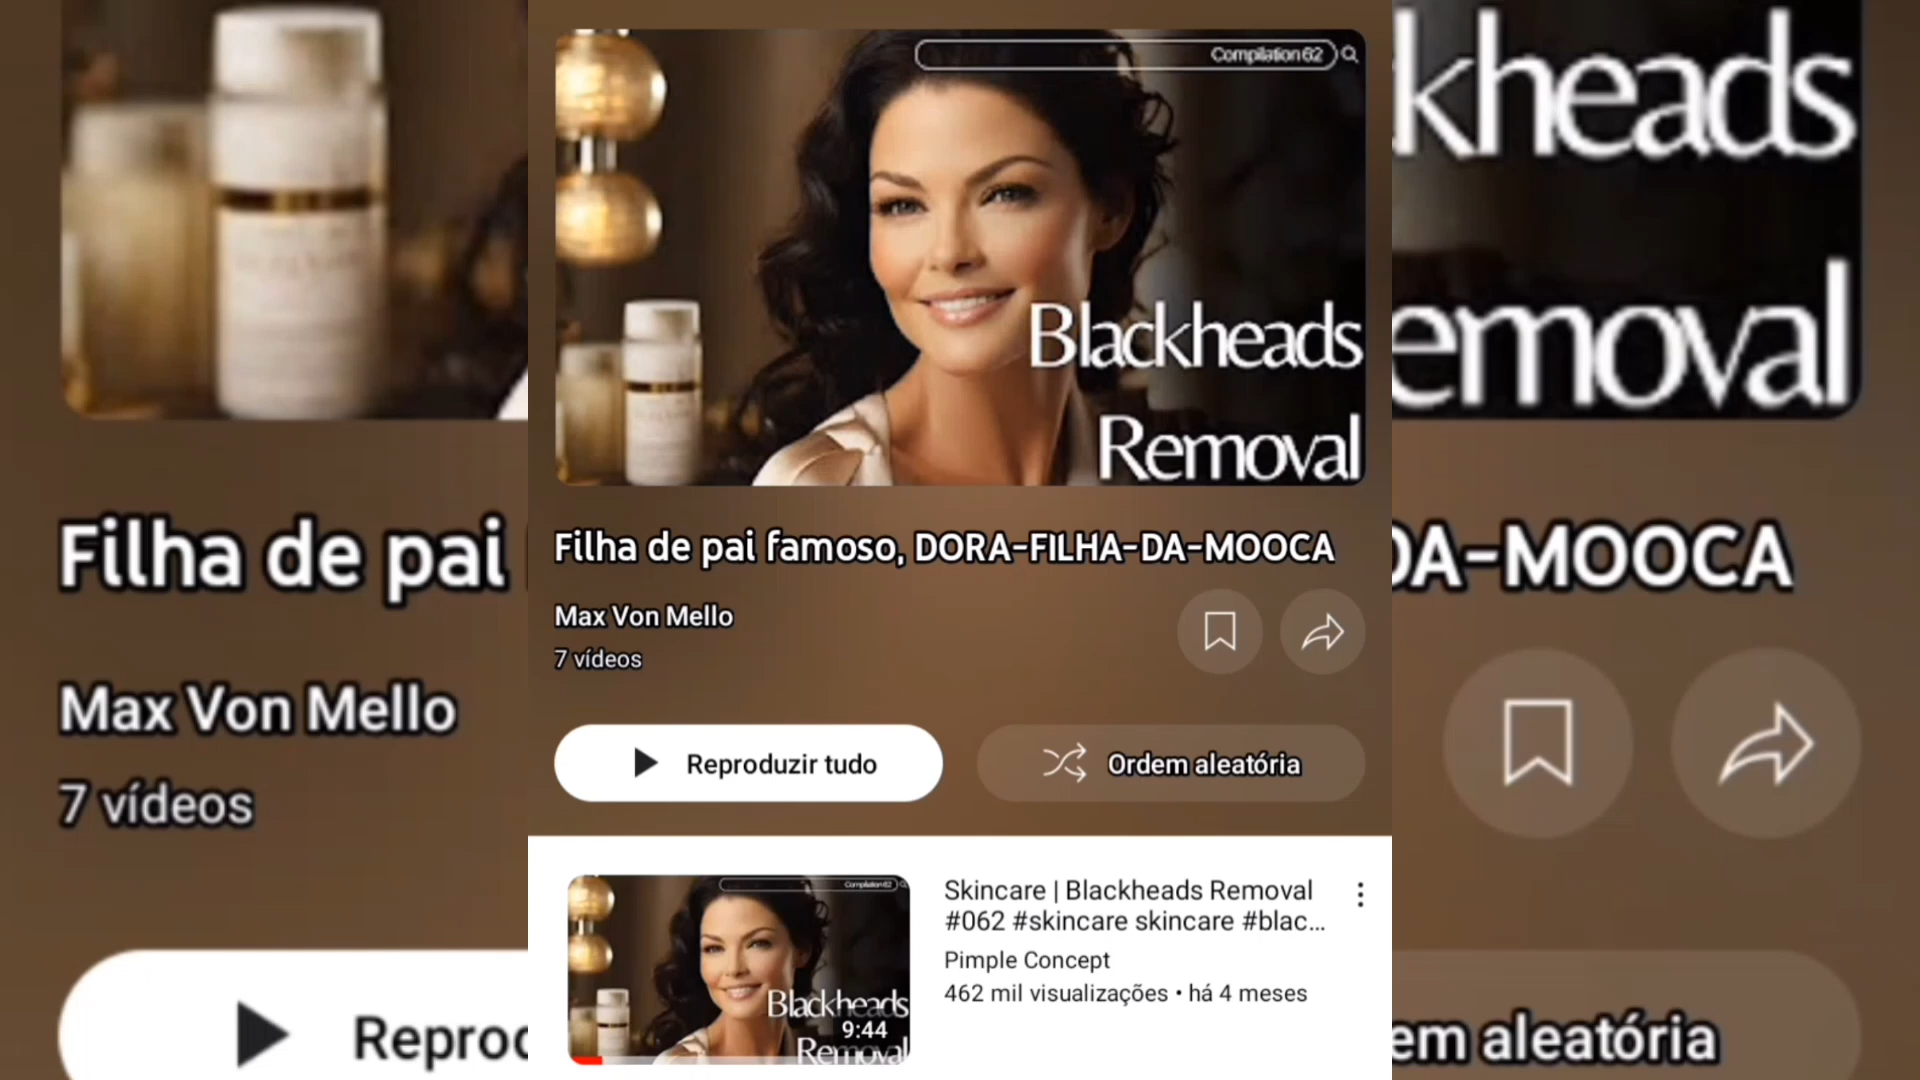 Compilation 62
Blackheads
Removal
Filha de pai famoso, DORA-FILHA-DA-MOOCA
Max Von Mello
7 vídeos
Reproduzir tudo
Ordem aleatória
Compilation 62
Blackheads
9:44
Removal
Skincare | Blackheads Removal
#062 #skincare skincare #blac...
Pimple Concept
462 mil visualizações • há 4 meses
kheads
emoval
Filha de pai
DA-MOOCA
Max Von Mello
7 vídeos
Reproc
em aleatória